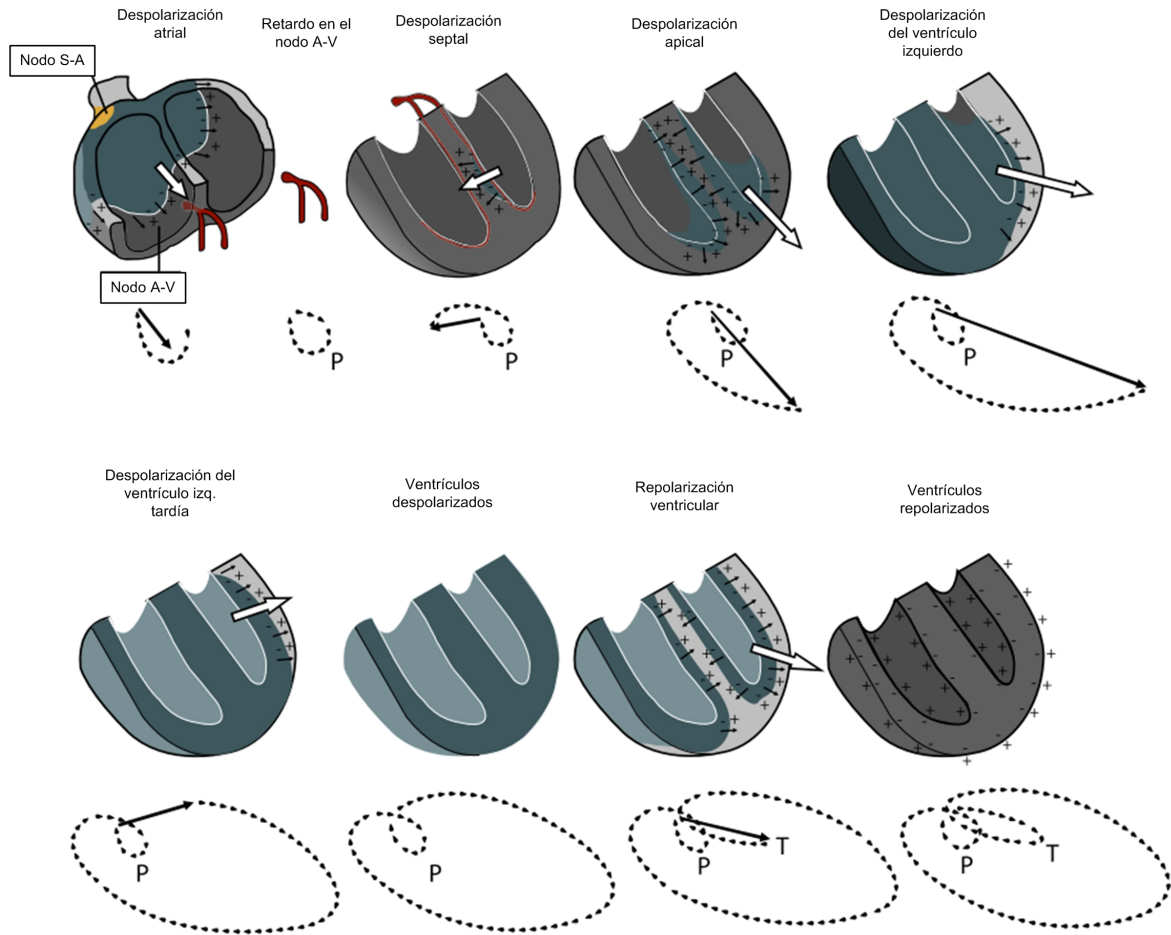 Despolarización
atrial
Retardo en el
nodo A-V
Despolarización
septal
Despolarización
apical
Despolarización
del ventrículo
izquierdo
Nodo S-A
Nodo A-V
P
P
P
P
Despolarización del
ventrículo izq.
tardía
Ventrículos
despolarizados
Repolarización
ventricular
Ventrículos
repolarizados
P
P
P
T
P
T